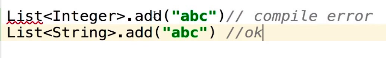 List<Integer>.add("abc")// compile error
List<String>.add("abc") //ok